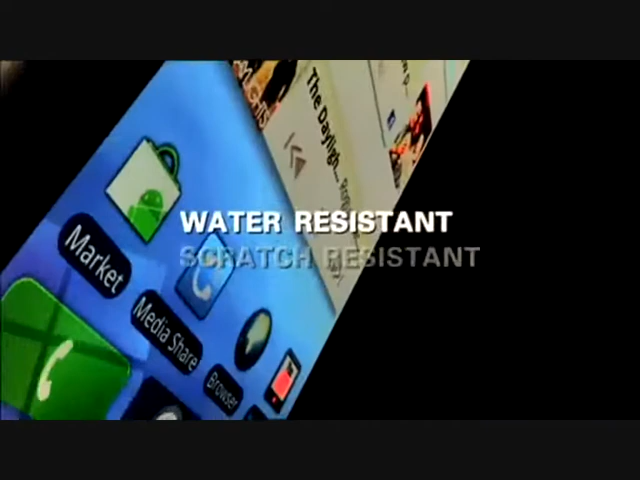 WATER RESISTANT
SCRATCH RESISTANT
The Dayligh...
Market
Media Share
Browser